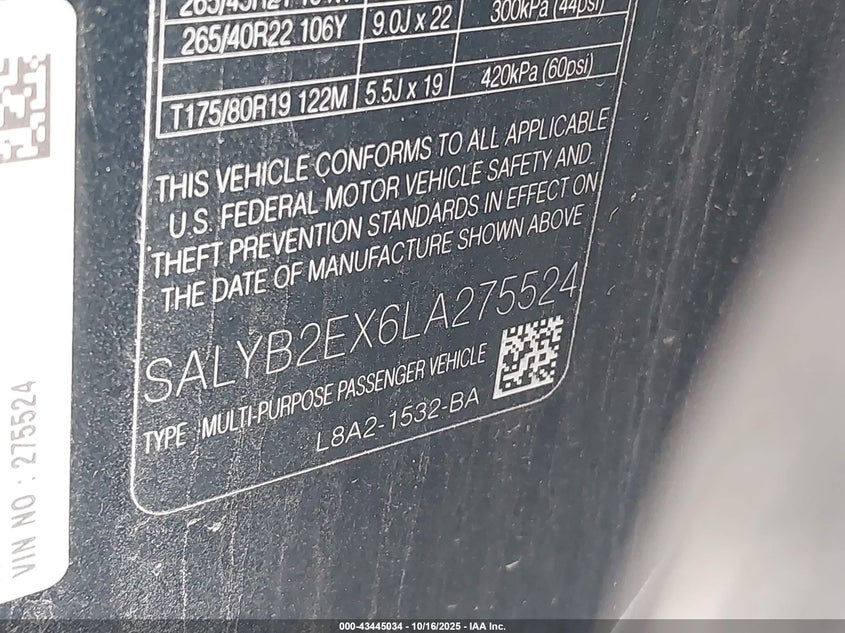 265/40R22 106Y 9.0J x 22 300kPa (44psi)
T175/80R19 122M 5.5J x 19 420kPa (60psi)
THIS VEHICLE CONFORMS TO ALL APPLICABLE
U.S. FEDERAL MOTOR VEHICLE SAFETY AND
THEFT PREVENTION STANDARDS IN EFFECT ON
THE DATE OF MANUFACTURE SHOWN ABOVE
SALYB2EX6LA275524
TYPE : MULTI-PURPOSE PASSENGER VEHICLE
L8A2-1532-BA
VIN NO : 275524
000-43445034 - 10/16/2025 - IAA Inc.